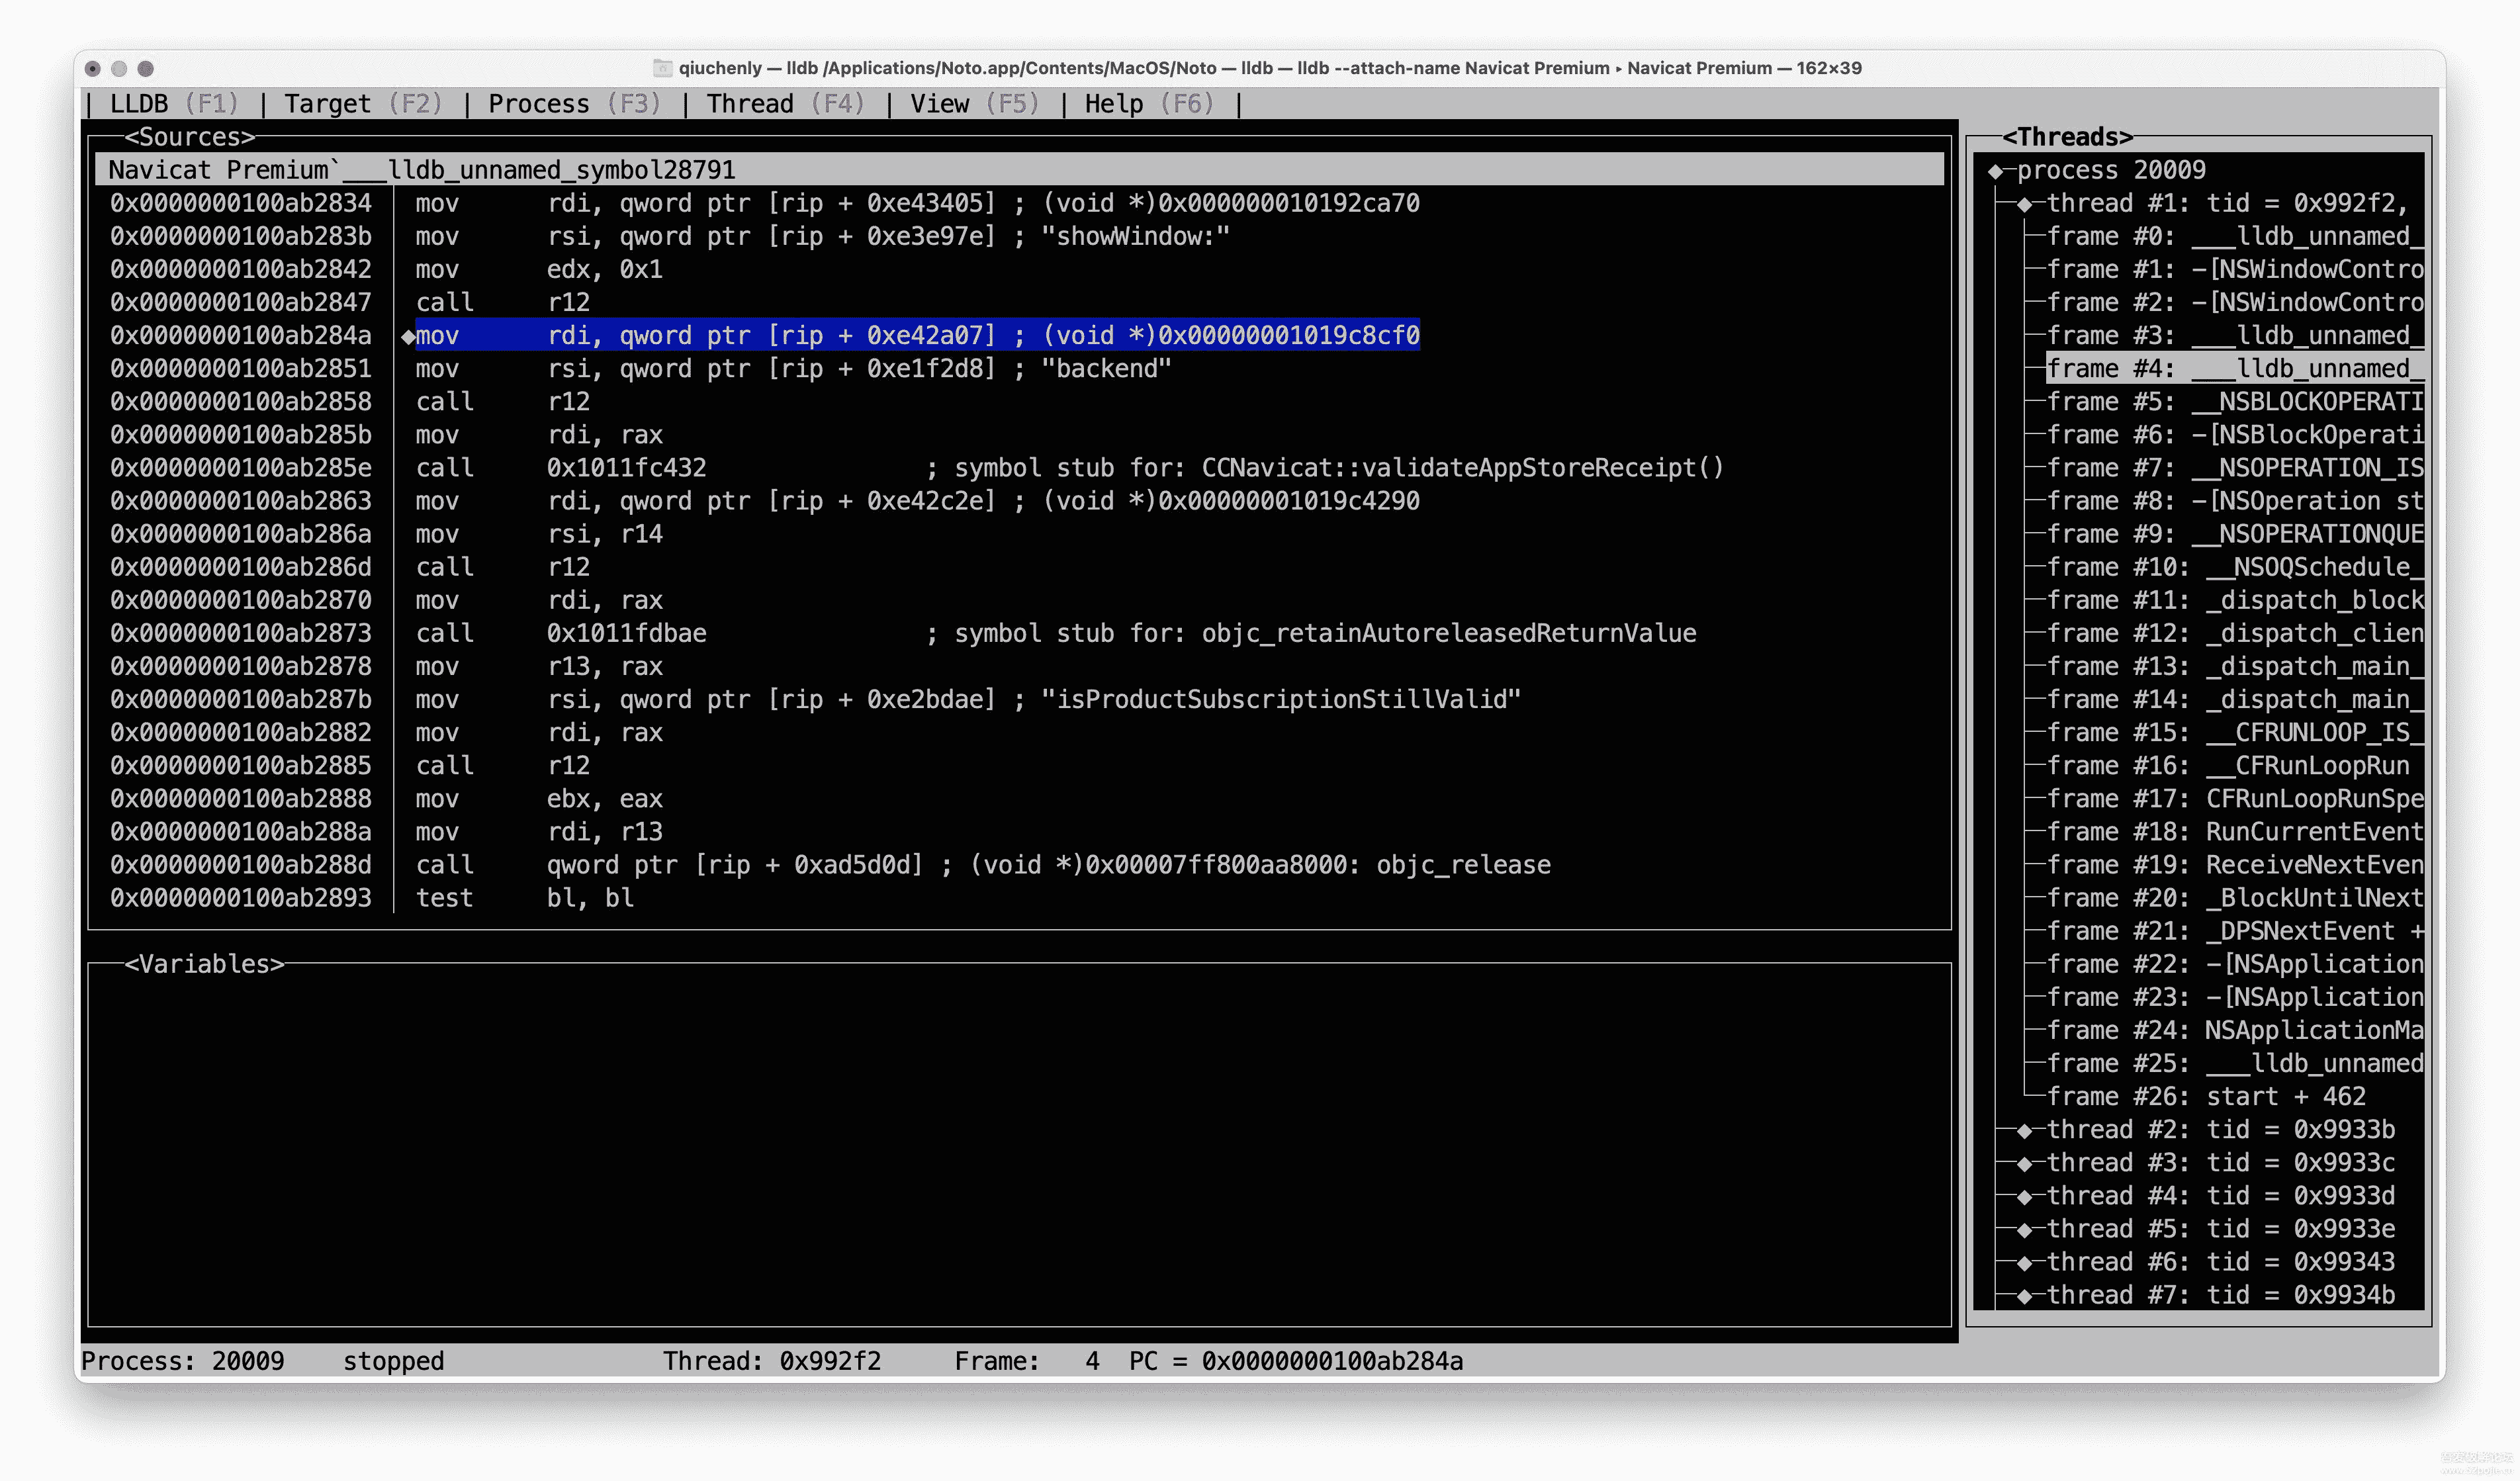 qiuchenly — lldb /Applications/Noto.app/Contents/MacOS/Noto — lldb — lldb --attach-name Navicat Premium ▸ Navicat Premium — 162×39
| LLDB (F1) | Target (F2) | Process (F3) | Thread (F4) | View (F5) | Help (F6) |
<Sources>
Navicat Premium`___lldb_unnamed_symbol28791
0x0000000100ab2834 mov rdi, qword ptr [rip + 0xe43405] ; (void *)0x000000010192ca70
0x0000000100ab283b mov rsi, qword ptr [rip + 0xe3e97e] ; "showWindow:"
0x0000000100ab2842 mov edx, 0x1
0x0000000100ab2847 call r12
0x0000000100ab284a ◆mov rdi, qword ptr [rip + 0xe42a07] ; (void *)0x00000001019c8cf0
0x0000000100ab2851 mov rsi, qword ptr [rip + 0xe1f2d8] ; "backend"
0x0000000100ab2858 call r12
0x0000000100ab285b mov rdi, rax
0x0000000100ab285e call 0x1011fc432 ; symbol stub for: CCNavicat::validateAppStoreReceipt()
0x0000000100ab2863 mov rdi, qword ptr [rip + 0xe42c2e] ; (void *)0x00000001019c4290
0x0000000100ab286a mov rsi, r14
0x0000000100ab286d call r12
0x0000000100ab2870 mov rdi, rax
0x0000000100ab2873 call 0x1011fdbae ; symbol stub for: objc_retainAutoreleasedReturnValue
0x0000000100ab2878 mov r13, rax
0x0000000100ab287b mov rsi, qword ptr [rip + 0xe2bdae] ; "isProductSubscriptionStillValid"
0x0000000100ab2882 mov rdi, rax
0x0000000100ab2885 call r12
0x0000000100ab2888 mov ebx, eax
0x0000000100ab288a mov rdi, r13
0x0000000100ab288d call qword ptr [rip + 0xad5d0d] ; (void *)0x00007ff800aa8000: objc_release
0x0000000100ab2893 test bl, bl
<Variables>
<Threads>
◆─process 20009
◆─thread #1: tid = 0x992f2,
frame #0: ___lldb_unnamed_
frame #1: -[NSWindowContro
frame #2: -[NSWindowContro
frame #3: ___lldb_unnamed_
frame #4: ___lldb_unnamed_
frame #5: __NSBLOCKOPERATI
frame #6: -[NSBlockOperati
frame #7: __NSOPERATION_IS
frame #8: -[NSOperation st
frame #9: __NSOPERATIONQUE
frame #10: __NSOQSchedule_
frame #11: _dispatch_block
frame #12: _dispatch_clien
frame #13: _dispatch_main_
frame #14: _dispatch_main_
frame #15: __CFRUNLOOP_IS_
frame #16: __CFRunLoopRun
frame #17: CFRunLoopRunSpe
frame #18: RunCurrentEvent
frame #19: ReceiveNextEven
frame #20: _BlockUntilNext
frame #21: _DPSNextEvent +
frame #22: -[NSApplication
frame #23: -[NSApplication
frame #24: NSApplicationMa
frame #25: ___lldb_unnamed
frame #26: start + 462
◆─thread #2: tid = 0x9933b
◆─thread #3: tid = 0x9933c
◆─thread #4: tid = 0x9933d
◆─thread #5: tid = 0x9933e
◆─thread #6: tid = 0x99343
◆─thread #7: tid = 0x9934b
Process: 20009 stopped Thread: 0x992f2 Frame: 4 PC = 0x0000000100ab284a